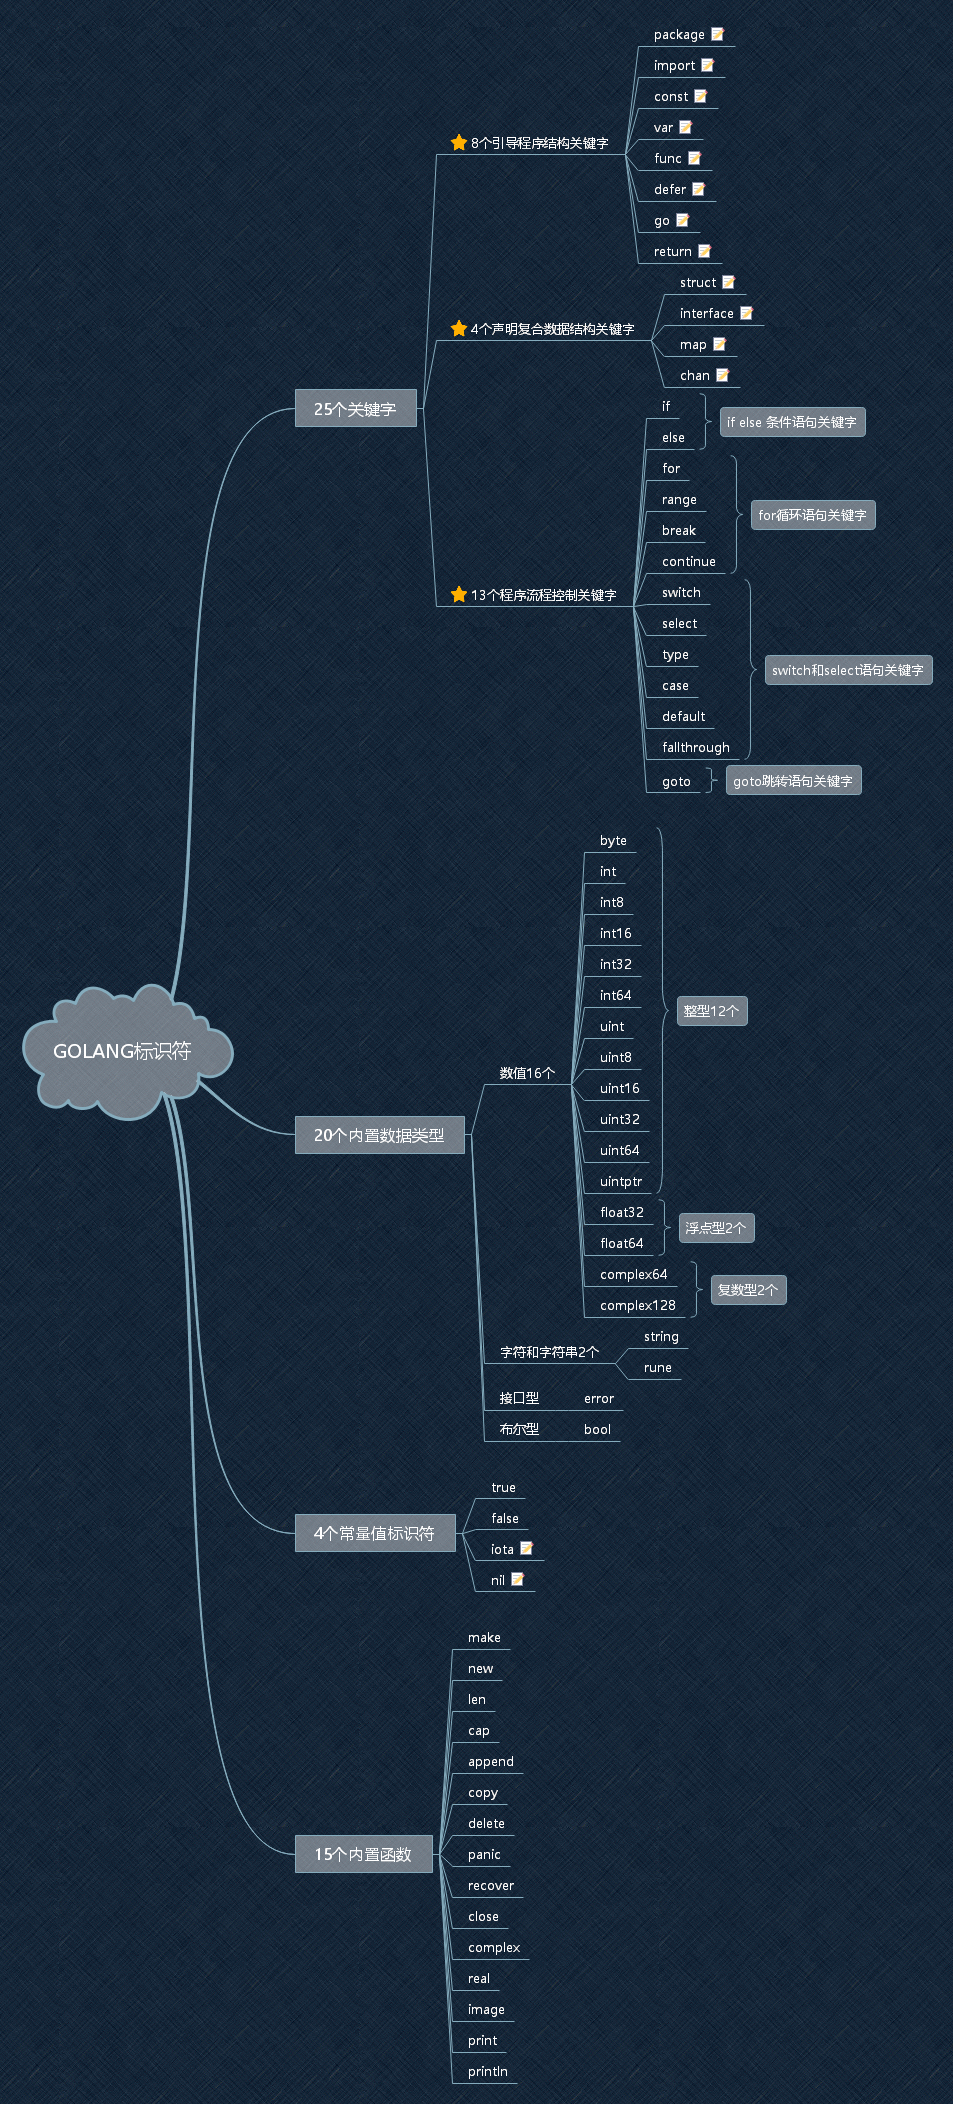 GOLANG标识符
25个关键字
8个引导程序结构关键字
package
import
const
var
func
defer
go
return
4个声明复合数据结构关键字
struct
interface
map
chan
13个程序流程控制关键字
if
else
if else 条件语句关键字
for
range
break
continue
for循环语句关键字
switch
select
type
case
default
fallthrough
switch和select语句关键字
goto
goto跳转语句关键字
20个内置数据类型
数值16个
byte
int
int8
int16
int32
int64
uint
uint8
uint16
uint32
uint64
uintptr
整型12个
float32
float64
浮点型2个
complex64
complex128
复数型2个
字符和字符串2个
string
rune
接口型
error
布尔型
bool
4个常量值标识符
true
false
iota
nil
15个内置函数
make
new
len
cap
append
copy
delete
panic
recover
close
complex
real
image
print
println